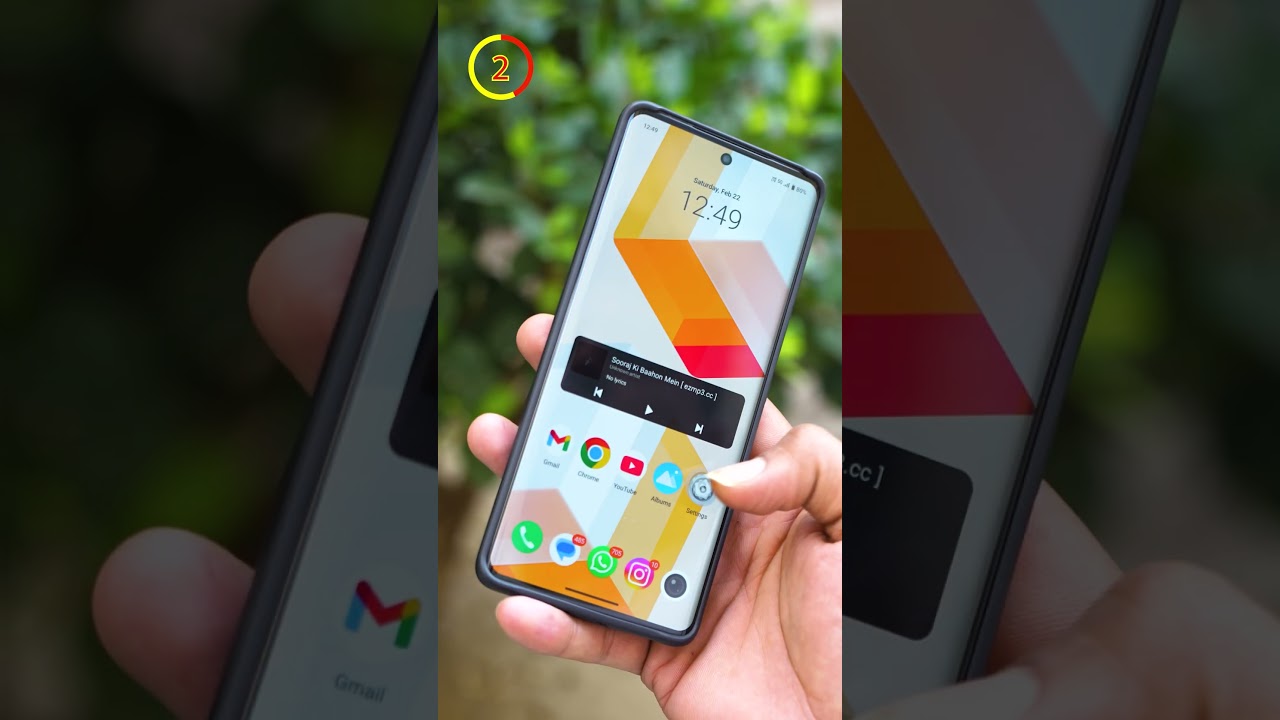 2
12:49
80%
Saturday, Feb 22
12:49
Sooraj Ki Baahon Mein [ ezmp3.cc ]
Unknown artist
No lyrics
Gmail
Chrome
YouTube
Albums
Settings
485
705
10
.cc ]
Gmail